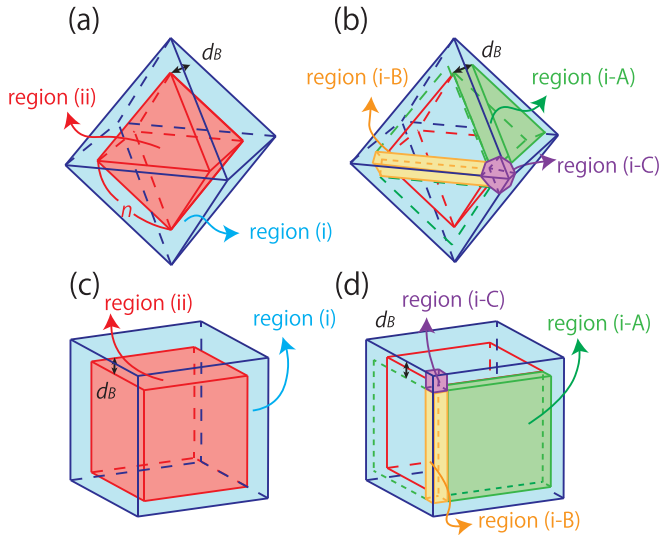 (a)
(b)
dB
dB
region (i-B)
region (i-A)
region (ii)
region (i-C)
n
region (i)
(c)
(d)
region (i-C)
region (ii)
region (i)
region (i-A)
dB
dB
region (i-B)